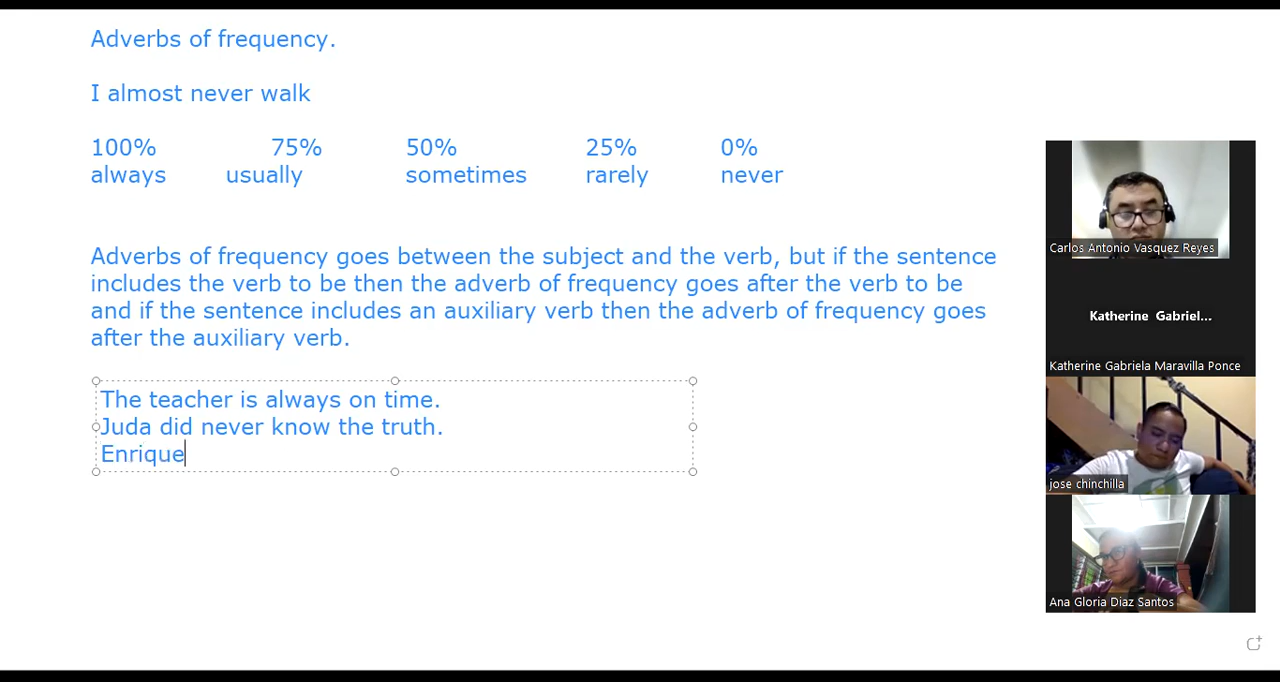 Adverbs of frequency.
I almost never walk
100% 75% 50% 25% 0%
always usually sometimes rarely never
Adverbs of frequency goes between the subject and the verb, but if the sentence
includes the verb to be then the adverb of frequency goes after the verb to be
and if the sentence includes an auxiliary verb then the adverb of frequency goes
after the auxiliary verb.
The teacher is always on time.
Juda did never know the truth.
Enrique
Carlos Antonio Vasquez Reyes
Katherine Gabriel...
Katherine Gabriela Maravilla Ponce
jose chinchilla
Ana Gloria Diaz Santos